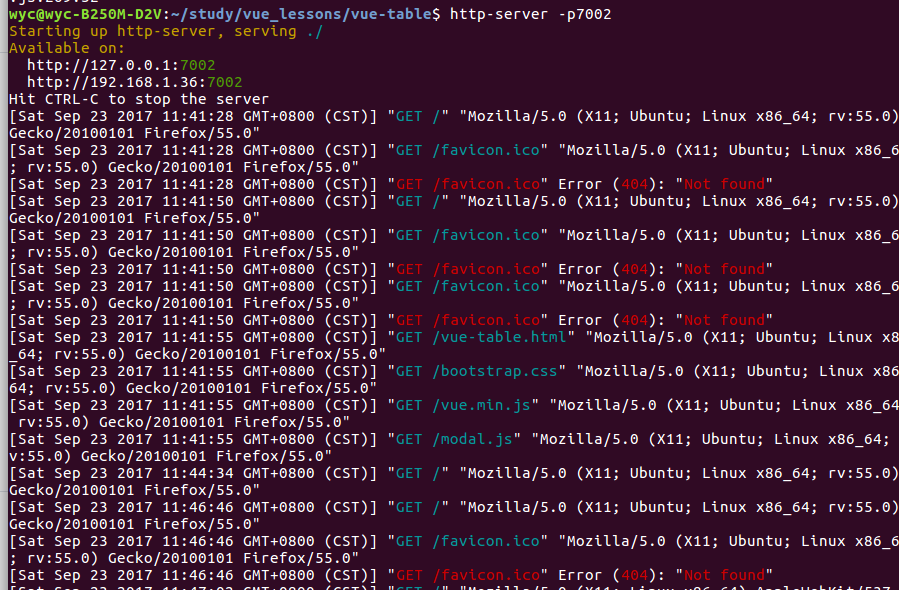 wyc@wyc-B250M-D2V:~/study/vue_lessons/vue-table$ http-server -p7002
Starting up http-server, serving ./
Available on:
  http://127.0.0.1:7002
  http://192.168.1.36:7002
Hit CTRL-C to stop the server
[Sat Sep 23 2017 11:41:28 GMT+0800 (CST)] "GET /" "Mozilla/5.0 (X11; Ubuntu; Linux x86_64; rv:55.0)
Gecko/20100101 Firefox/55.0"
[Sat Sep 23 2017 11:41:28 GMT+0800 (CST)] "GET /favicon.ico" "Mozilla/5.0 (X11; Ubuntu; Linux x86_6
; rv:55.0) Gecko/20100101 Firefox/55.0"
[Sat Sep 23 2017 11:41:28 GMT+0800 (CST)] "GET /favicon.ico" Error (404): "Not found"
[Sat Sep 23 2017 11:41:50 GMT+0800 (CST)] "GET /" "Mozilla/5.0 (X11; Ubuntu; Linux x86_64; rv:55.0)
Gecko/20100101 Firefox/55.0"
[Sat Sep 23 2017 11:41:50 GMT+0800 (CST)] "GET /favicon.ico" "Mozilla/5.0 (X11; Ubuntu; Linux x86_6
; rv:55.0) Gecko/20100101 Firefox/55.0"
[Sat Sep 23 2017 11:41:50 GMT+0800 (CST)] "GET /favicon.ico" Error (404): "Not found"
[Sat Sep 23 2017 11:41:50 GMT+0800 (CST)] "GET /favicon.ico" "Mozilla/5.0 (X11; Ubuntu; Linux x86_6
; rv:55.0) Gecko/20100101 Firefox/55.0"
[Sat Sep 23 2017 11:41:50 GMT+0800 (CST)] "GET /favicon.ico" Error (404): "Not found"
[Sat Sep 23 2017 11:41:55 GMT+0800 (CST)] "GET /vue-table.html" "Mozilla/5.0 (X11; Ubuntu; Linux x8
_64; rv:55.0) Gecko/20100101 Firefox/55.0"
[Sat Sep 23 2017 11:41:55 GMT+0800 (CST)] "GET /bootstrap.css" "Mozilla/5.0 (X11; Ubuntu; Linux x86
64; rv:55.0) Gecko/20100101 Firefox/55.0"
[Sat Sep 23 2017 11:41:55 GMT+0800 (CST)] "GET /vue.min.js" "Mozilla/5.0 (X11; Ubuntu; Linux x86_64
 rv:55.0) Gecko/20100101 Firefox/55.0"
[Sat Sep 23 2017 11:41:55 GMT+0800 (CST)] "GET /modal.js" "Mozilla/5.0 (X11; Ubuntu; Linux x86_64;
v:55.0) Gecko/20100101 Firefox/55.0"
[Sat Sep 23 2017 11:44:34 GMT+0800 (CST)] "GET /" "Mozilla/5.0 (X11; Ubuntu; Linux x86_64; rv:55.0)
Gecko/20100101 Firefox/55.0"
[Sat Sep 23 2017 11:46:46 GMT+0800 (CST)] "GET /" "Mozilla/5.0 (X11; Ubuntu; Linux x86_64; rv:55.0)
Gecko/20100101 Firefox/55.0"
[Sat Sep 23 2017 11:46:46 GMT+0800 (CST)] "GET /favicon.ico" "Mozilla/5.0 (X11; Ubuntu; Linux x86_6
; rv:55.0) Gecko/20100101 Firefox/55.0"
[Sat Sep 23 2017 11:46:46 GMT+0800 (CST)] "GET /favicon.ico" Error (404): "Not found"